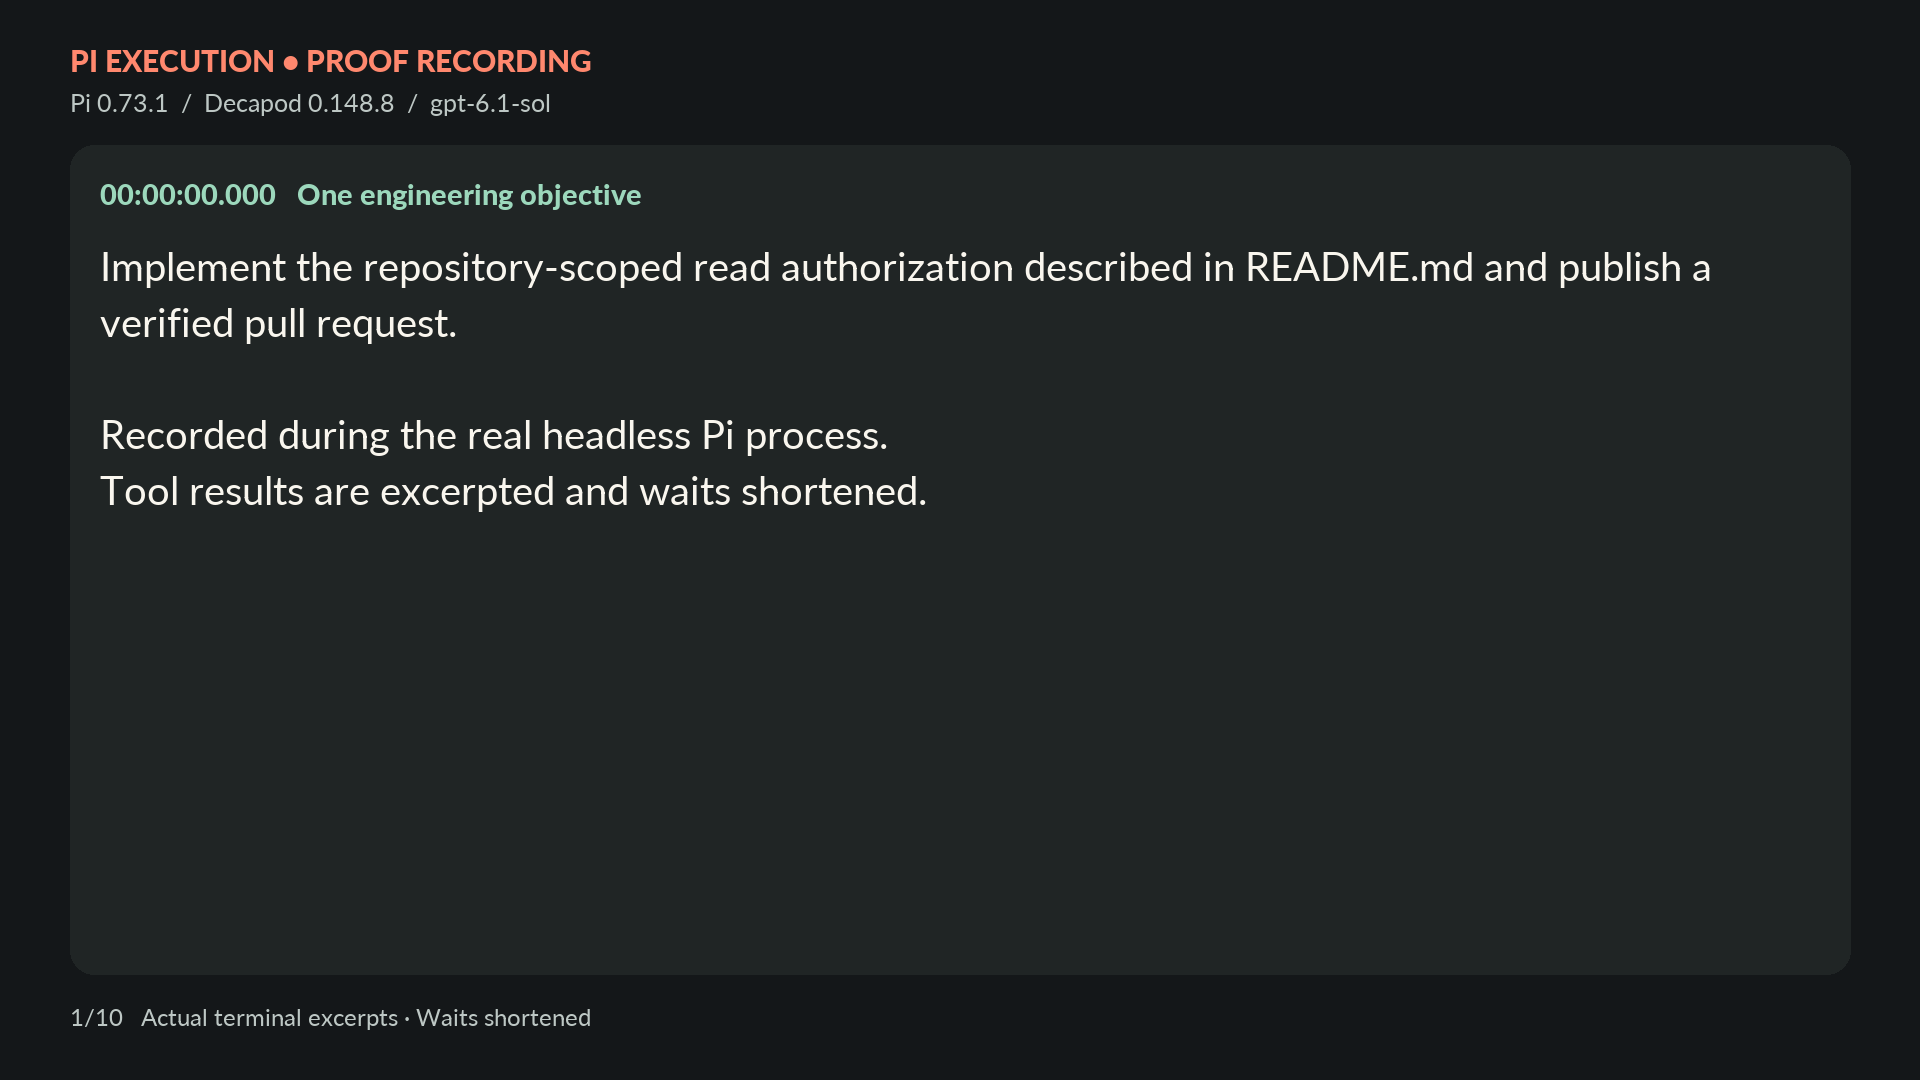 PI EXECUTION ● PROOF RECORDING
Pi 0.73.1 / Decapod 0.148.8 / gpt-6.1-sol
00:00:00.000 One engineering objective
Implement the repository-scoped read authorization described in README.md and publish a
verified pull request.
Recorded during the real headless Pi process.
Tool results are excerpted and waits shortened.
1/10 Actual terminal excerpts · Waits shortened